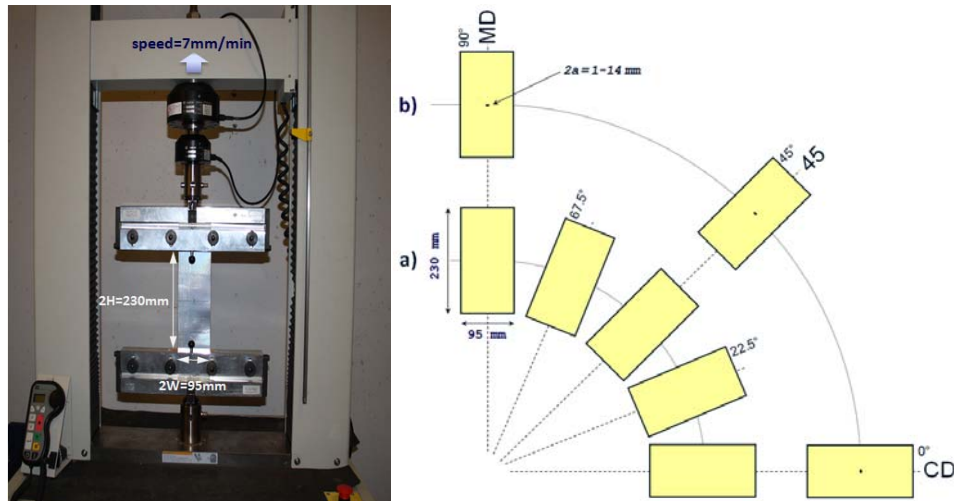 speed=7mm/min
2H=230mm
2W=95mm
90°
MD
2a=1-14 mm
b)
45°
45
67.5°
a)
230 mm
95 mm
22.5°
0°
CD